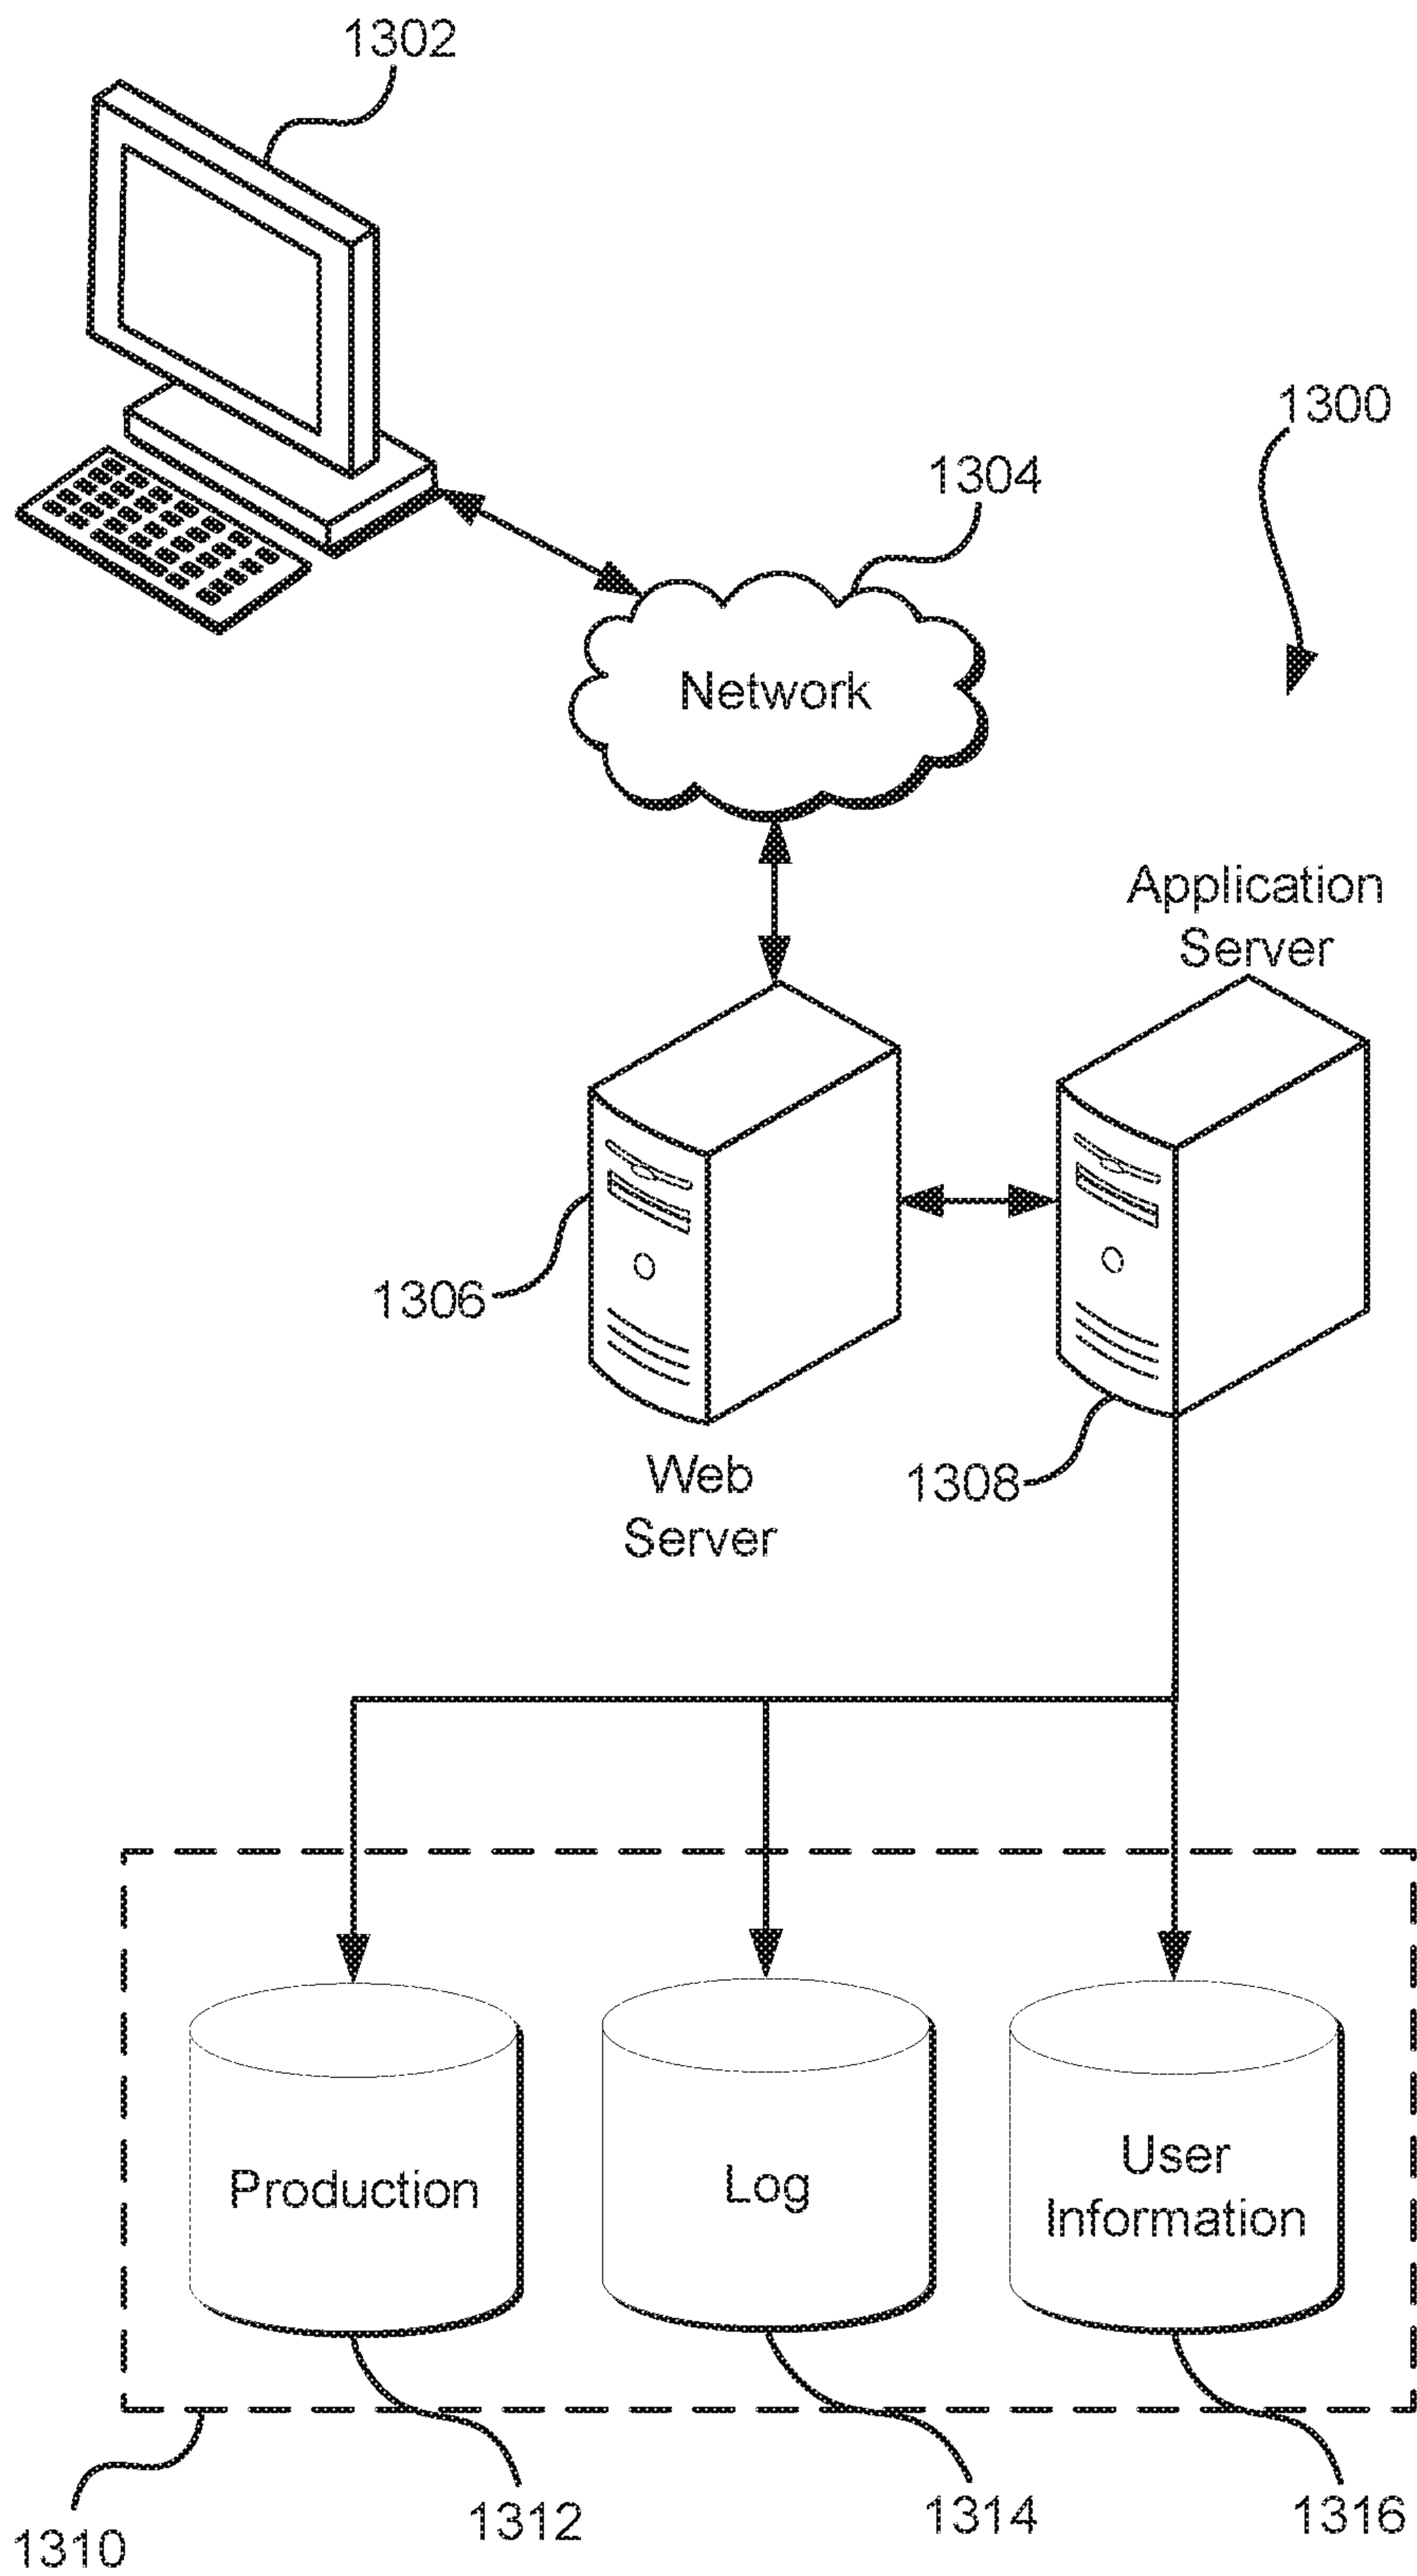 1302
1300
1304
Network
Application
Server
1306
Web
Server
1308
Production
Log
User
Information
1310
1312
1314
1316